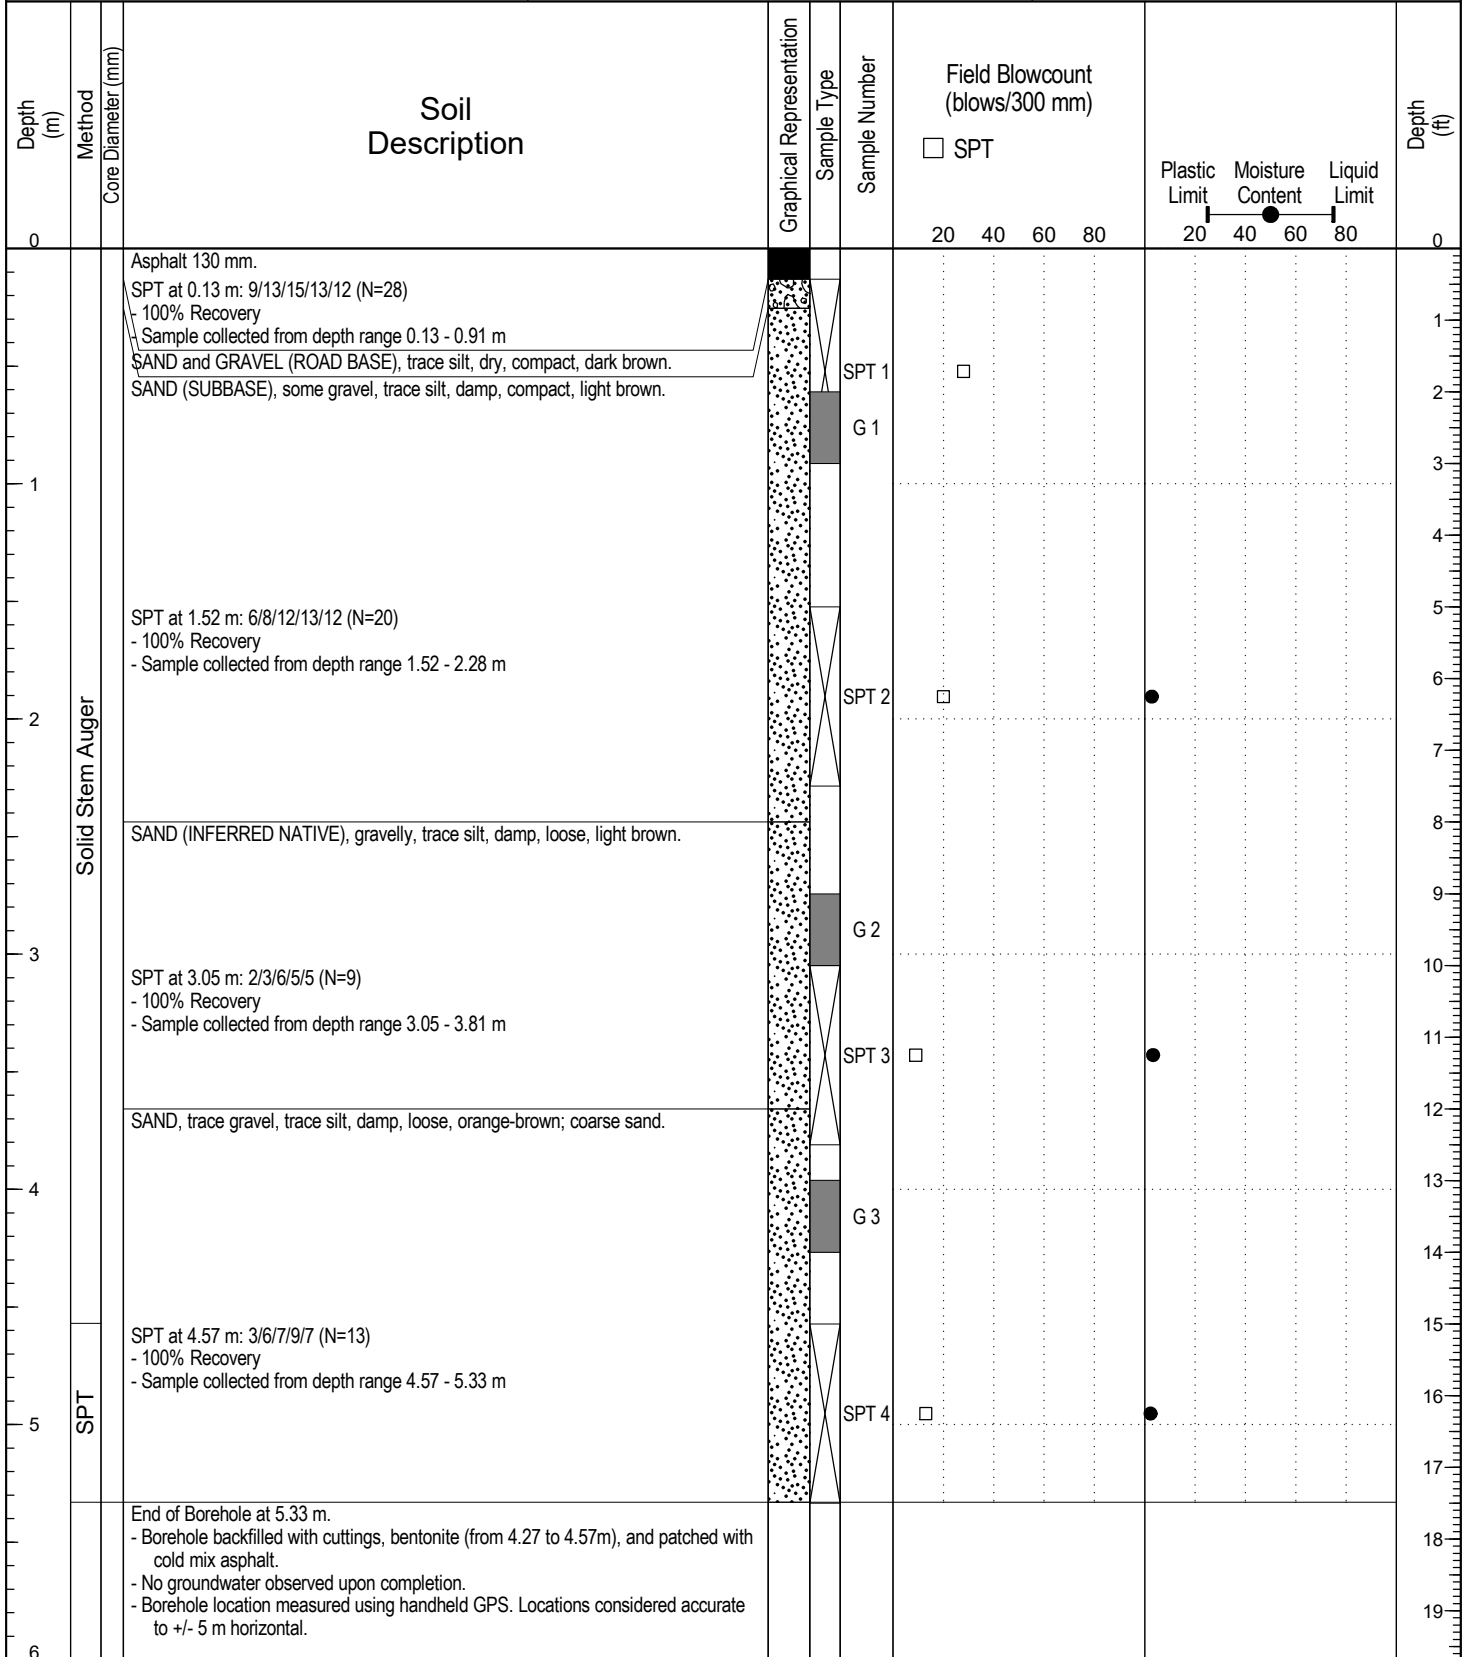 Depth
(m)
Method
Core Diameter (mm)
Soil
Description
Graphical Representation
Sample Type
Sample Number
Field Blowcount
(blows/300 mm)
SPT
20 40 60 80
Plastic Limit
Moisture Content
Liquid Limit
20 40 60 80
Depth
(ft)
0
0
Asphalt 130 mm.
SPT at 0.13 m: 9/13/15/13/12 (N=28)
- 100% Recovery
- Sample collected from depth range 0.13 - 0.91 m
SAND and GRAVEL (ROAD BASE), trace silt, dry, compact, dark brown.
SAND (SUBBASE), some gravel, trace silt, damp, compact, light brown.
SPT 1
G 1
1
2
3
1
4
5
SPT at 1.52 m: 6/8/12/13/12 (N=20)
- 100% Recovery
- Sample collected from depth range 1.52 - 2.28 m
SPT 2
6
2
7
Solid Stem Auger
8
SAND (INFERRED NATIVE), gravelly, trace silt, damp, loose, light brown.
9
G 2
3
10
SPT at 3.05 m: 2/3/6/5/5 (N=9)
- 100% Recovery
- Sample collected from depth range 3.05 - 3.81 m
SPT 3
11
12
SAND, trace gravel, trace silt, damp, loose, orange-brown; coarse sand.
13
4
G 3
14
15
SPT at 4.57 m: 3/6/7/9/7 (N=13)
- 100% Recovery
- Sample collected from depth range 4.57 - 5.33 m
16
SPT
SPT 4
5
17
End of Borehole at 5.33 m.
- Borehole backfilled with cuttings, bentonite (from 4.27 to 4.57m), and patched with
cold mix asphalt.
18
- No groundwater observed upon completion.
- Borehole location measured using handheld GPS. Locations considered accurate
to +/- 5 m horizontal.
19
6